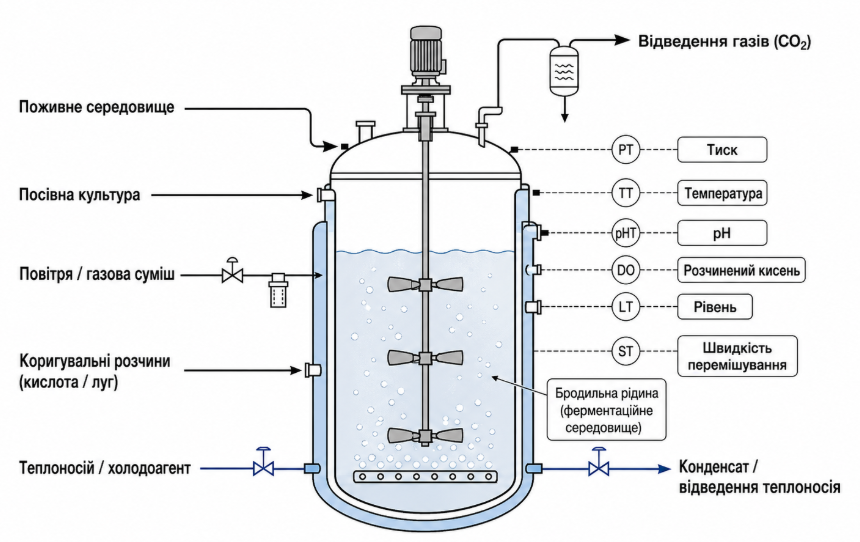 Відведення газів (CO₂)
Поживне середовище
PT
Тиск
Посівна культура
TT
Температура
pHT
pH
Повітря / газова суміш
DO
Розчинений кисень
LT
Рівень
Коригувальні розчини
(кислота / луг)
ST
Швидкість
перемішування
Бродильна рідина
(ферментаційне
середовище)
Теплоносій / холодоагент
Конденсат /
відведення теплоносія